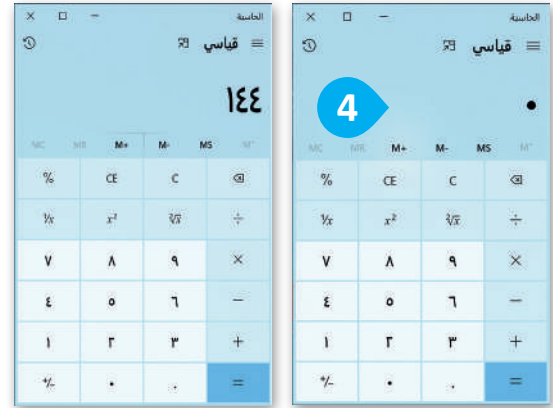 الحاسبة
≡ قياسي
٠
4
MC MR M+ M- MS M˅
% CE C ⌫
¹/x x² ²√x ÷
٧ ٨ ٩ ×
٤ ٥ ٦ −
١ ٢ ٣ +
+/- ٠ . =
الحاسبة
≡ قياسي
١٤٤
MC MR M+ M- MS M˅
% CE C ⌫
¹/x x² ²√x ÷
٧ ٨ ٩ ×
٤ ٥ ٦ −
١ ٢ ٣ +
+/- ٠ . =